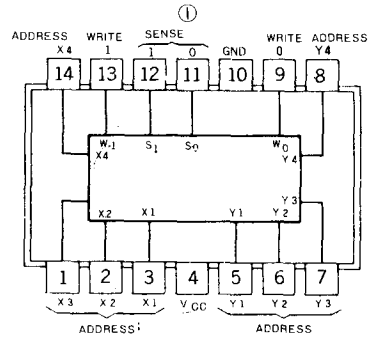 1
ADDRESS WRITE SENSE WRITE ADDRESS
X4 1 1 0 GND 0 Y4
14 13 12 11 10 9 8
W1 S1 S0 W0
X4 Y4
Y3
X2 X1 Y1 Y2
1 2 3 4 5 6 7
X3 X2 X1 VCC Y1 Y2 Y3
ADDRESS ADDRESS